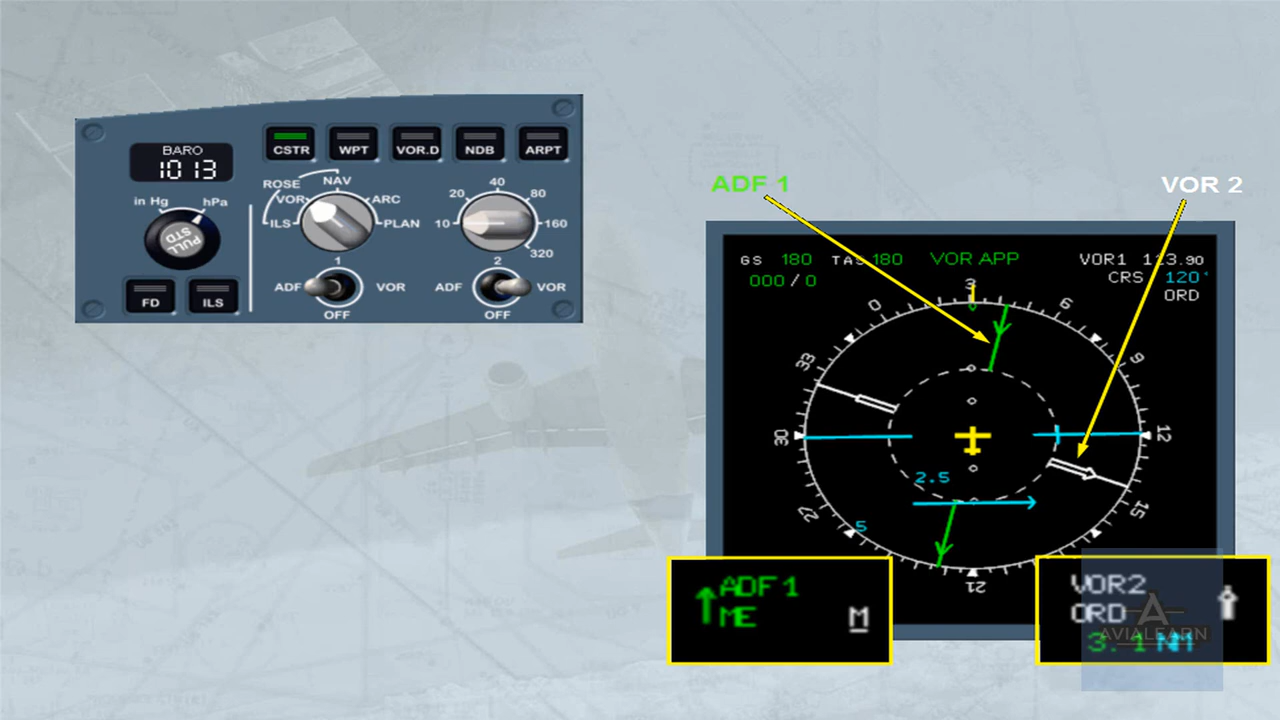 BARO
1013
in Hg
hPa
PULL
STD
FD
ILS
CSTR
WPT
VOR.D
NDB
ARPT
ROSE
NAV
VOR
ARC
ILS
PLAN
10
20
40
80
160
320
1
ADF
VOR
OFF
2
ADF
VOR
OFF
ADF 1
VOR 2
GS 180 TAS 180
000 / 0
VOR APP
VOR1 113.90
CRS 120°
ORD
0
3
6
9
12
15
21
27
30
33
2.5
5
ADF 1
ME
M
VOR2
ORD
3.1 NM
AVIALEARN